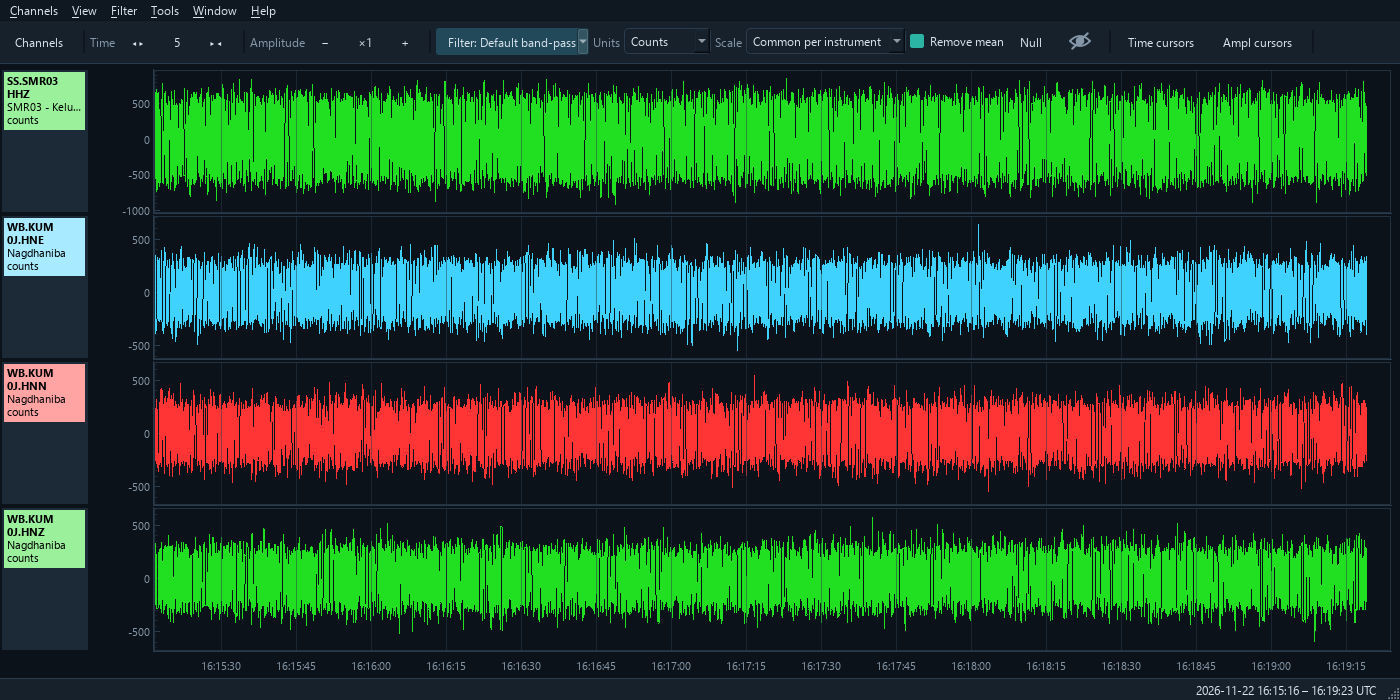 Channels View Filter Tools Window Help
Channels Time 5 Amplitude − ×1 + Filter: Default band-pass Units Counts Scale Common per instrument Remove mean Null Time cursors Ampl cursors
SS.SMR03
HHZ
SMR03 - Kelu...
counts
500
0
-500
-1000
WB.KUM
0J.HNE
Nagdhaniba
counts
500
0
-500
WB.KUM
0J.HNN
Nagdhaniba
counts
500
0
-500
WB.KUM
0J.HNZ
Nagdhaniba
counts
500
0
-500
16:15:30 16:15:45 16:16:00 16:16:15 16:16:30 16:16:45 16:17:00 16:17:15 16:17:30 16:17:45 16:18:00 16:18:15 16:18:30 16:18:45 16:19:00 16:19:15
2026-11-22 16:15:16 – 16:19:23 UTC